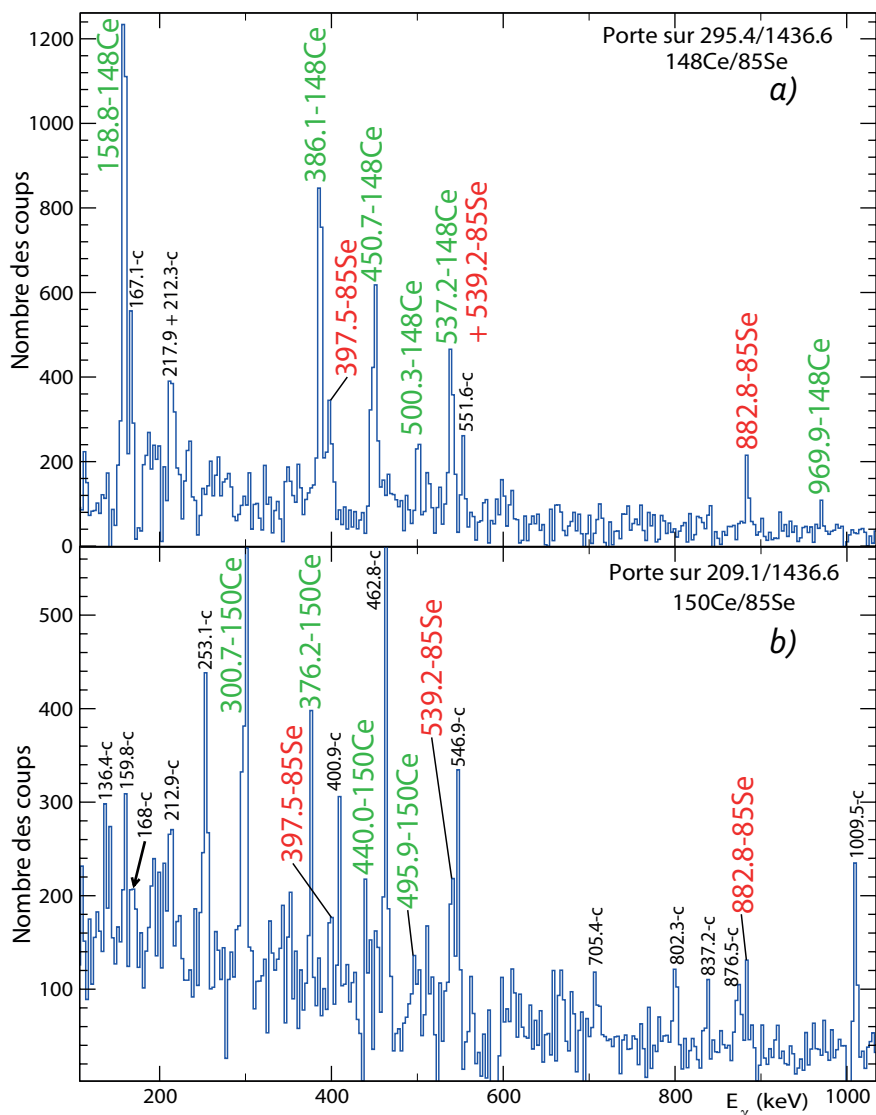 Porte sur 295.4/1436.6
148Ce/85Se
a)
Nombre des coups
1200
1000
800
600
400
200
0
158.8-148Ce
167.1-c
217.9 + 212.3-c
386.1-148Ce
397.5-85Se
450.7-148Ce
500.3-148Ce
537.2-148Ce
+ 539.2-85Se
551.6-c
882.8-85Se
969.9-148Ce
Porte sur 209.1/1436.6
150Ce/85Se
b)
Nombre des coups
500
400
300
200
100
136.4-c
159.8-c
168-c
212.9-c
253.1-c
300.7-150Ce
397.5-85Se
376.2-150Ce
400.9-c
440.0-150Ce
462.8-c
495.9-150Ce
539.2-85Se
546.9-c
705.4-c
802.3-c
837.2-c
876.5-c
882.8-85Se
1009.5-c
200
400
600
800
1000
Eγ (keV)